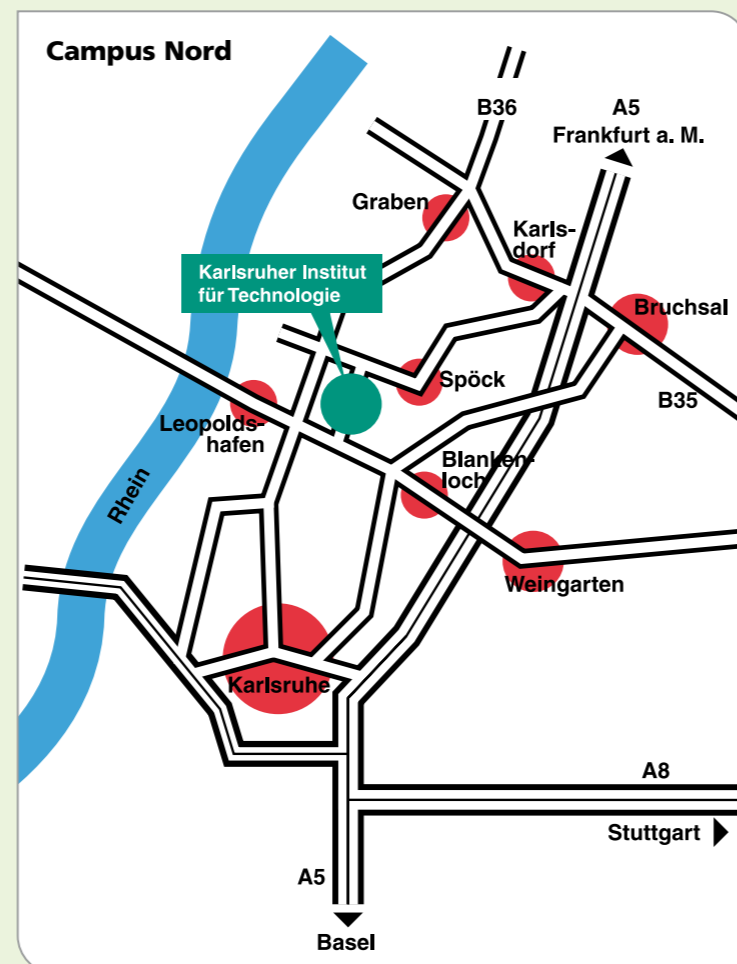 Campus Nord
B36
A5
Frankfurt a. M.
Graben
Karls-
dorf
Karlsruher Institut
für Technologie
Bruchsal
Spöck
B35
Leopolds-
hafen
Blanken-
loch
Rhein
Weingarten
Karlsruhe
A8
Stuttgart
A5
Basel